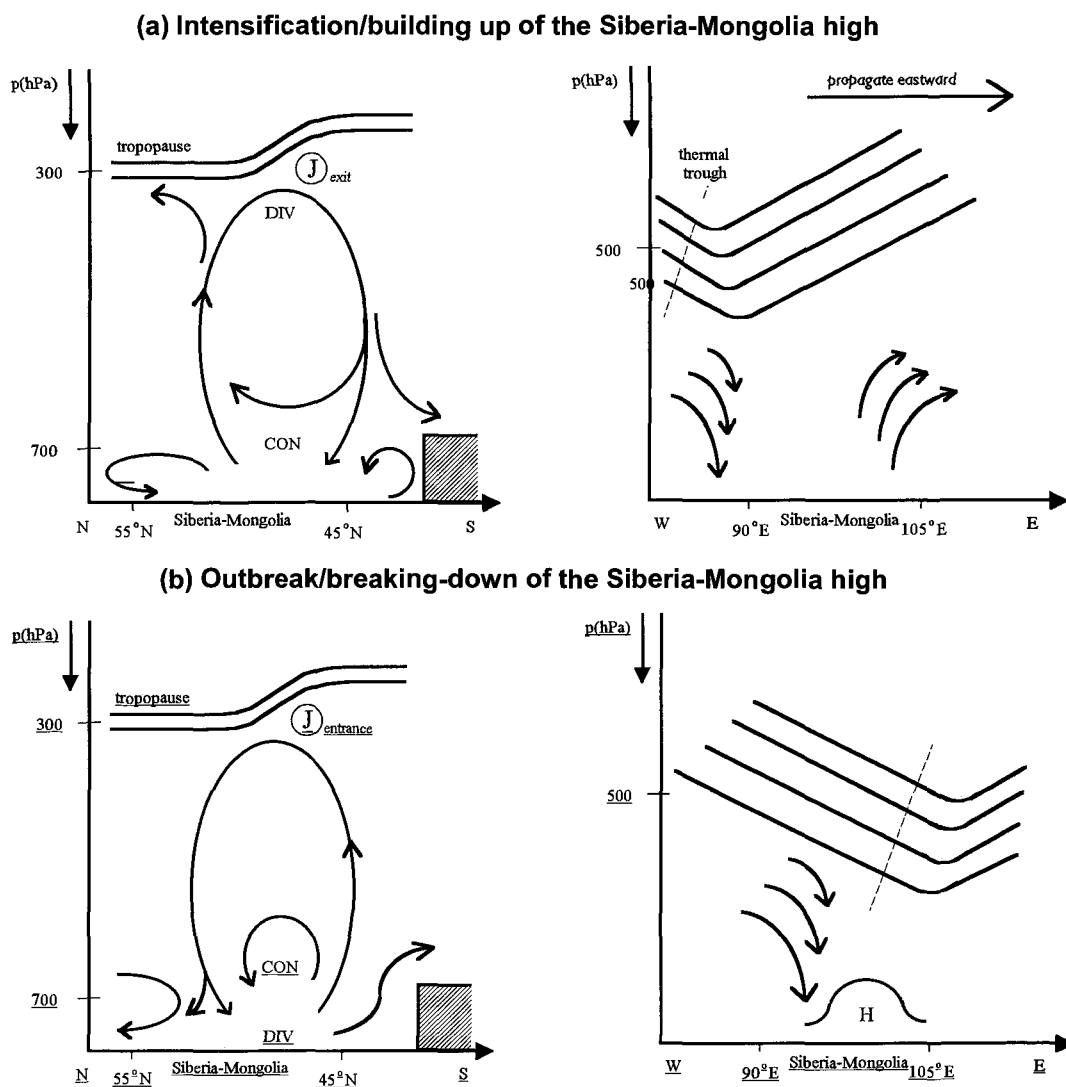 (a) Intensification/building up of the Siberia-Mongolia high
p(hPa)
tropopause
300
J exit
DIV
CON
700
N
55°N
Siberia-Mongolia
45°N
S
p(hPa)
propagate eastward
thermal
trough
500
500
W
90°E
Siberia-Mongolia
105°E
E
(b) Outbreak/breaking-down of the Siberia-Mongolia high
p(hPa)
tropopause
300
J entrance
CON
700
DIV
N
55°N
Siberia-Mongolia
45°N
S
p(hPa)
500
H
W
90°E
Siberia-Mongolia
105°E
E